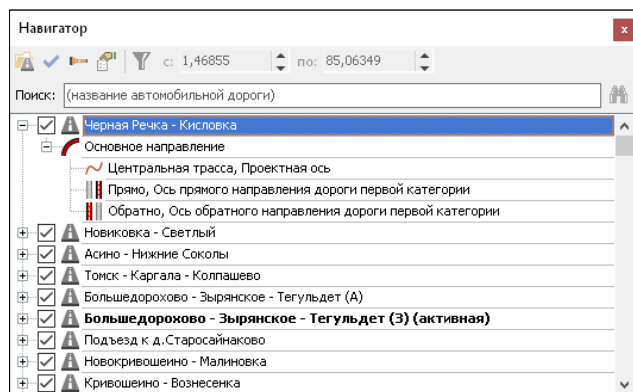 Навигатор
с: 1,46855 по: 85,06349
Поиск: (название автомобильной дороги)
Черная Речка - Кисловка
Основное направление
Центральная трасса, Проектная ось
Прямо, Ось прямого направления дороги первой категории
Обратно, Ось обратного направления дороги первой категории
Новиковка - Светлый
Асино - Нижние Соколы
Томск - Каргала - Колпашево
Большедорохово - Зырянское - Тегульдет (А)
Большедорохово - Зырянское - Тегульдет (З) (активная)
Подъезд к д.Старосайнаково
Новокривошеино - Малиновка
Кривошеино - Вознесенка